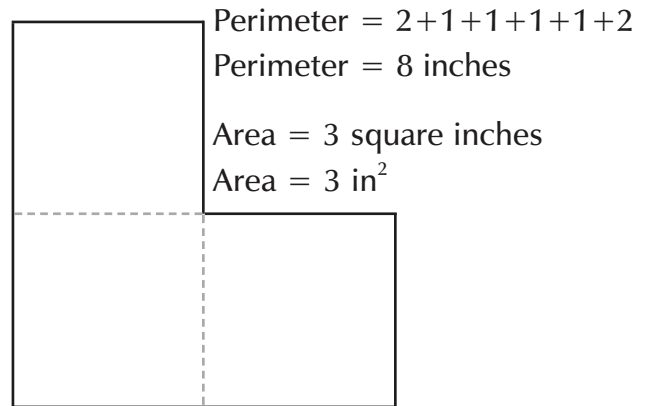 Perimeter = 2+1+1+1+1+2
Perimeter = 8 inches
Area = 3 square inches
Area = 3 in²